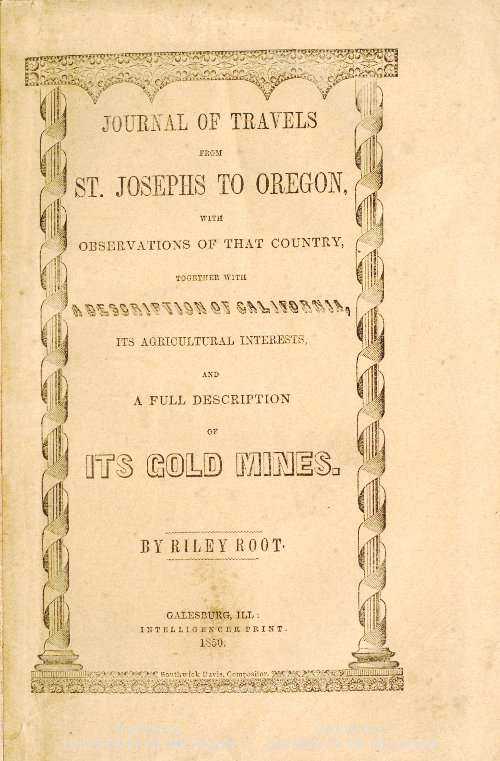 JOURNAL OF TRAVELS
FROM
ST. JOSEPHS TO OREGON,
WITH
OBSERVATIONS OF THAT COUNTRY,
TOGETHER WITH
A DESCRIPTION OF CALIFORNIA,
ITS AGRICULTURAL INTERESTS,
AND
A FULL DESCRIPTION
OF
ITS GOLD MINES.
BY RILEY ROOT.
GALESBURG, ILL:
INTELLIGENCER PRINT.
1850.
Southwick Davis, Compositor.